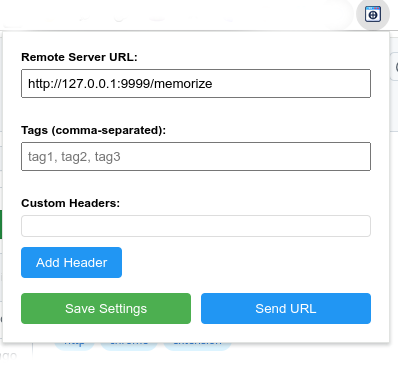 Remote Server URL:
http://127.0.0.1:9999/memorize
Tags (comma-separated):
tag1, tag2, tag3
Custom Headers:
Add Header
Save Settings
Send URL